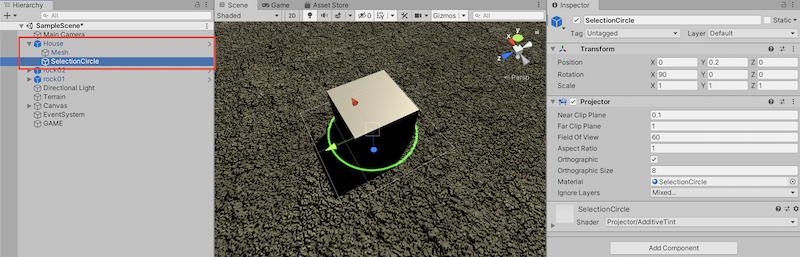 Hierarchy
All
SampleScene*
Main Camera
House
Mesh
SelectionCircle
rock02
rock01
Directional Light
Terrain
Canvas
EventSystem
GAME
Scene
Game
Asset Store
Shaded
2D
0
Gizmos
All
y
x
z
Persp
Inspector
SelectionCircle
Static
Tag Untagged Layer Default
Transform
Position X 0 Y 0.2 Z 0
Rotation X 90 Y 0 Z 0
Scale X 1 Y 1 Z 1
Projector
Near Clip Plane 0.1
Far Clip Plane 1
Field Of View 60
Aspect Ratio 1
Orthographic
Orthographic Size 8
Material SelectionCircle
Ignore Layers Mixed...
SelectionCircle
Shader Projector/AdditiveTint
Add Component